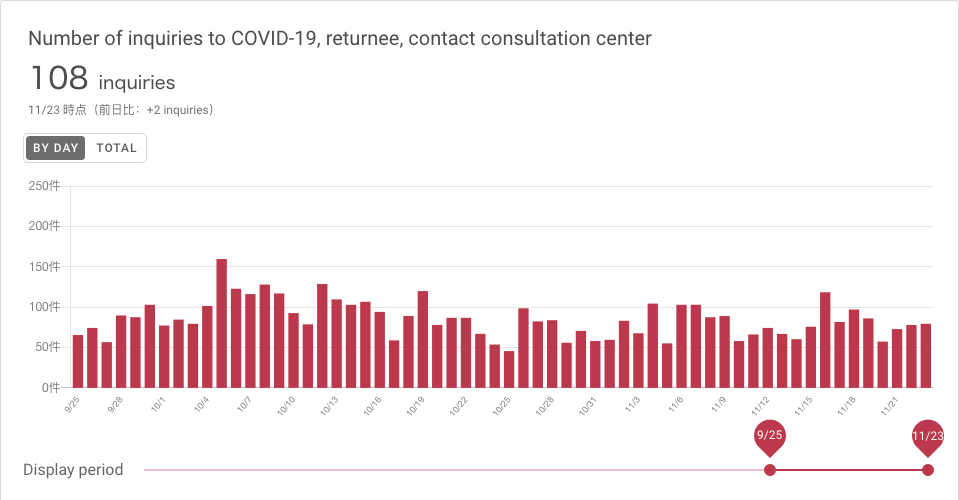 Number of inquiries to COVID-19, returnee, contact consultation center
108 inquiries
11/23 時点（前日比：+2 inquiries）
BY DAY TOTAL
250件
200件
150件
100件
50件
0件
9/25 9/28 10/1 10/4 10/7 10/10 10/13 10/16 10/19 10/22 10/25 10/28 10/31 11/3 11/6 11/9 11/12 11/15 11/18 11/21
9/25 11/23
Display period